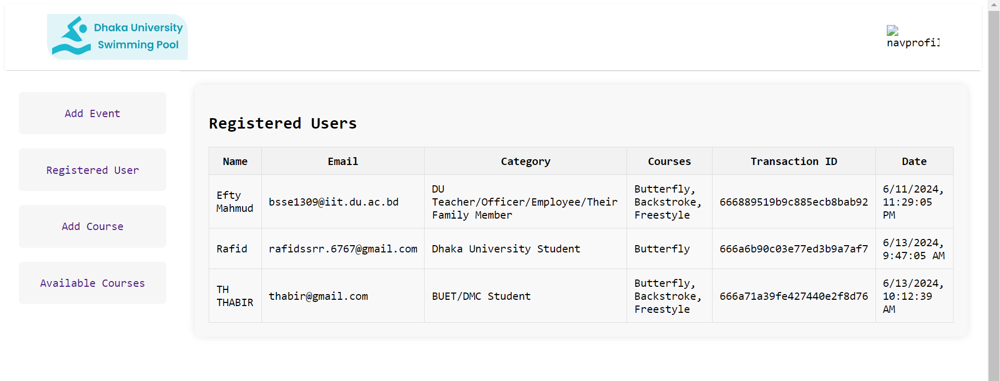 Dhaka University
Swimming Pool
navprofil
Add Event
Registered User
Add Course
Available Courses
Registered Users
Name Email Category Courses Transaction ID Date
Efty
Mahmud
bsse1309@iit.du.ac.bd
DU
Teacher/Officer/Employee/Their
Family Member
Butterfly,
Backstroke,
Freestyle
666889519b9c885ecb8bab92
6/11/2024,
11:29:05
PM
Rafid
rafidssrr.6767@gmail.com
Dhaka University Student
Butterfly
666a6b90c03e77ed3b9a7af7
6/13/2024,
9:47:05 AM
TH
THABIR
thabir@gmail.com
BUET/DMC Student
Butterfly,
Backstroke,
Freestyle
666a71a39fe427440e2f8d76
6/13/2024,
10:12:39
AM